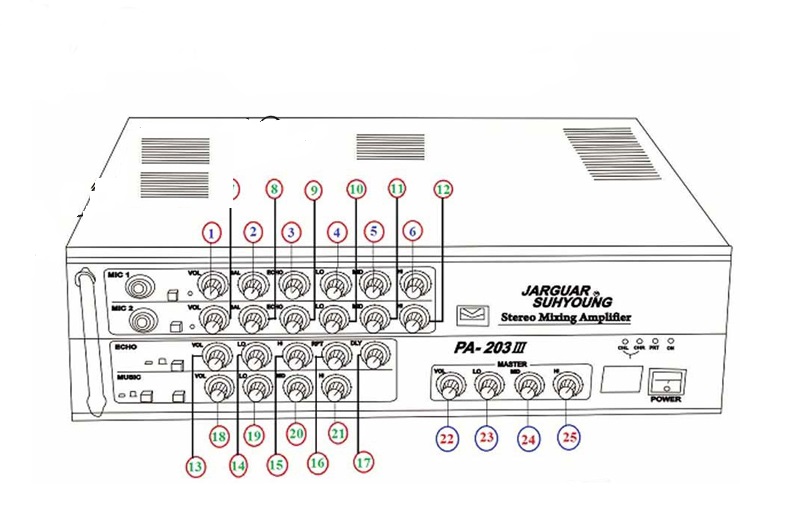 8 9 10 11 12
1 2 3 4 5 6
MIC 1 VOL BAL ECHO LO MID HI
MIC 2 VOL BAL ECHO LO MID HI
JARGUAR
SUHYOUNG
Stereo Mixing Amplifier
ECHO VOL LO HI RPT DLY
MUSIC VOL LO MID HI
PA-203 III
CHL CHR PRT ON
MASTER
VOL LO MID HI
POWER
18 19 20 21 22 23 24 25
13 14 15 16 17